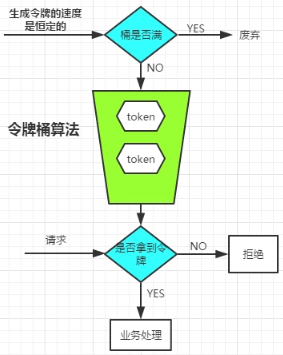 生成令牌的速度
是恒定的
桶是否满
YES
废弃
NO
token
令牌桶算法
token
请求
是否拿到令
牌
NO
拒绝
YES
业务处理